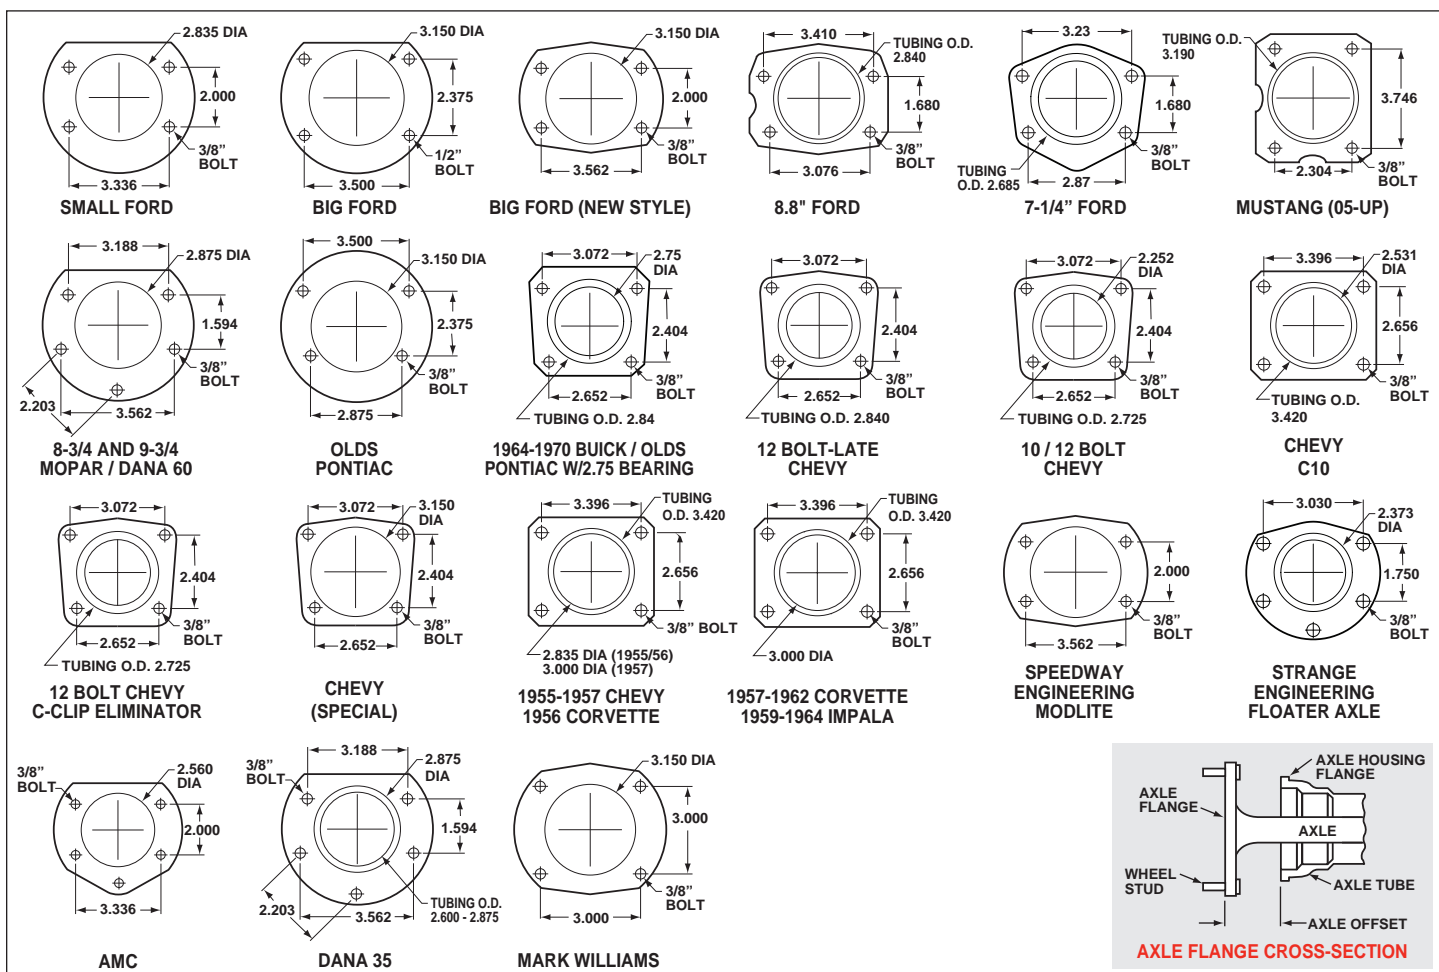 2.835 DIA
2.000
3/8”
BOLT
3.336
SMALL FORD
3.150 DIA
2.375
1/2”
BOLT
3.500
BIG FORD
3.150 DIA
2.000
3/8”
BOLT
3.562
BIG FORD (NEW STYLE)
3.410
TUBING O.D.
2.840
1.680
3/8”
BOLT
3.076
8.8" FORD
3.23
1.680
3/8”
BOLT
TUBING
O.D. 2.685
2.87
7-1/4” FORD
TUBING O.D.
3.190
3.746
3/8”
BOLT
2.304
MUSTANG (05-UP)
3.188
2.875 DIA
1.594
3/8”
BOLT
2.203
3.562
8-3/4 AND 9-3/4
MOPAR / DANA 60
3.500
3.150 DIA
2.375
3/8”
BOLT
2.875
OLDS
PONTIAC
3.072
2.75
DIA
2.404
3/8”
BOLT
2.652
TUBING O.D. 2.84
1964-1970 BUICK / OLDS
PONTIAC W/2.75 BEARING
3.072
2.404
3/8”
BOLT
2.652
TUBING O.D. 2.840
12 BOLT-LATE
CHEVY
3.072
2.252
DIA
2.404
3/8”
BOLT
2.652
TUBING O.D. 2.725
10 / 12 BOLT
CHEVY
3.396
2.531
DIA
2.656
3/8”
BOLT
TUBING O.D.
3.420
CHEVY
C10
3.072
2.404
3/8”
BOLT
2.652
TUBING O.D. 2.725
12 BOLT CHEVY
C-CLIP ELIMINATOR
3.072
3.150
DIA
2.404
3/8”
BOLT
2.652
CHEVY
(SPECIAL)
3.396
TUBING
O.D. 3.420
2.656
3/8” BOLT
2.835 DIA (1955/56)
3.000 DIA (1957)
1955-1957 CHEVY
1956 CORVETTE
3.396
TUBING
O.D. 3.420
2.656
3/8”
BOLT
3.000 DIA
1957-1962 CORVETTE
1959-1964 IMPALA
2.000
3/8”
BOLT
3.562
SPEEDWAY
ENGINEERING
MODLITE
3.030
2.373
DIA
1.750
3/8”
BOLT
STRANGE
ENGINEERING
FLOATER AXLE
3/8”
BOLT
2.560
DIA
2.000
3.336
AMC
3/8”
BOLT
3.188
2.875
DIA
1.594
2.203
3.562
TUBING O.D.
2.600 - 2.875
DANA 35
3.150 DIA
3.000
3/8”
BOLT
3.000
MARK WILLIAMS
AXLE HOUSING
FLANGE
AXLE
FLANGE
AXLE
WHEEL
STUD
AXLE TUBE
AXLE OFFSET
AXLE FLANGE CROSS-SECTION